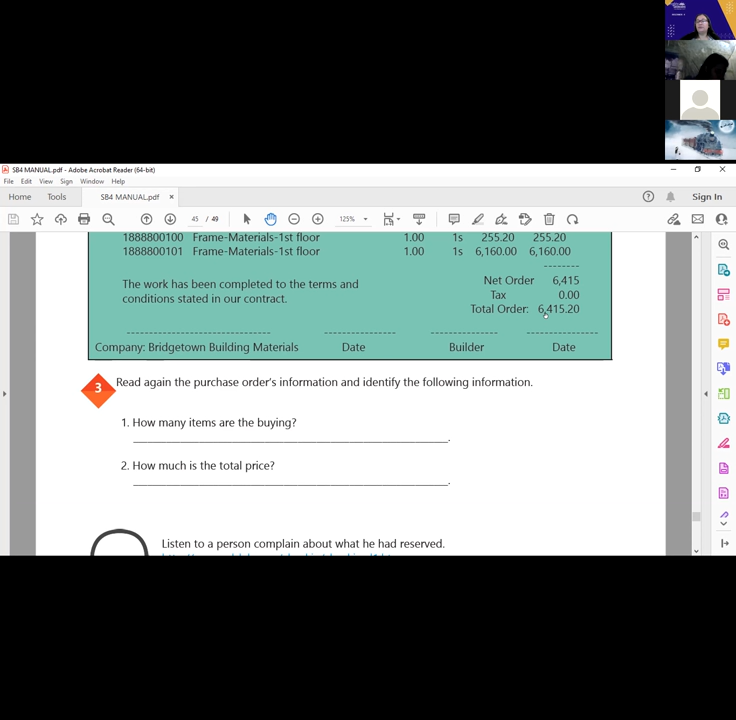 SB4 MANUAL.pdf - Adobe Acrobat Reader (64-bit)
File Edit View Sign Window Help
Home Tools SB4 MANUAL.pdf × Sign In
45 / 49 125%
1888800100 Frame-Materials-1st floor 1.00 1s 255.20 255.20
1888800101 Frame-Materials-1st floor 1.00 1s 6,160.00 6,160.00
--------
The work has been completed to the terms and
conditions stated in our contract.
Net Order 6,415
Tax 0.00
Total Order: 6,415.20
Company: Bridgetown Building Materials Date Builder Date
3 Read again the purchase order's information and identify the following information.
1. How many items are the buying?
______________________________.
2. How much is the total price?
______________________________.
Listen to a person complain about what he had reserved.